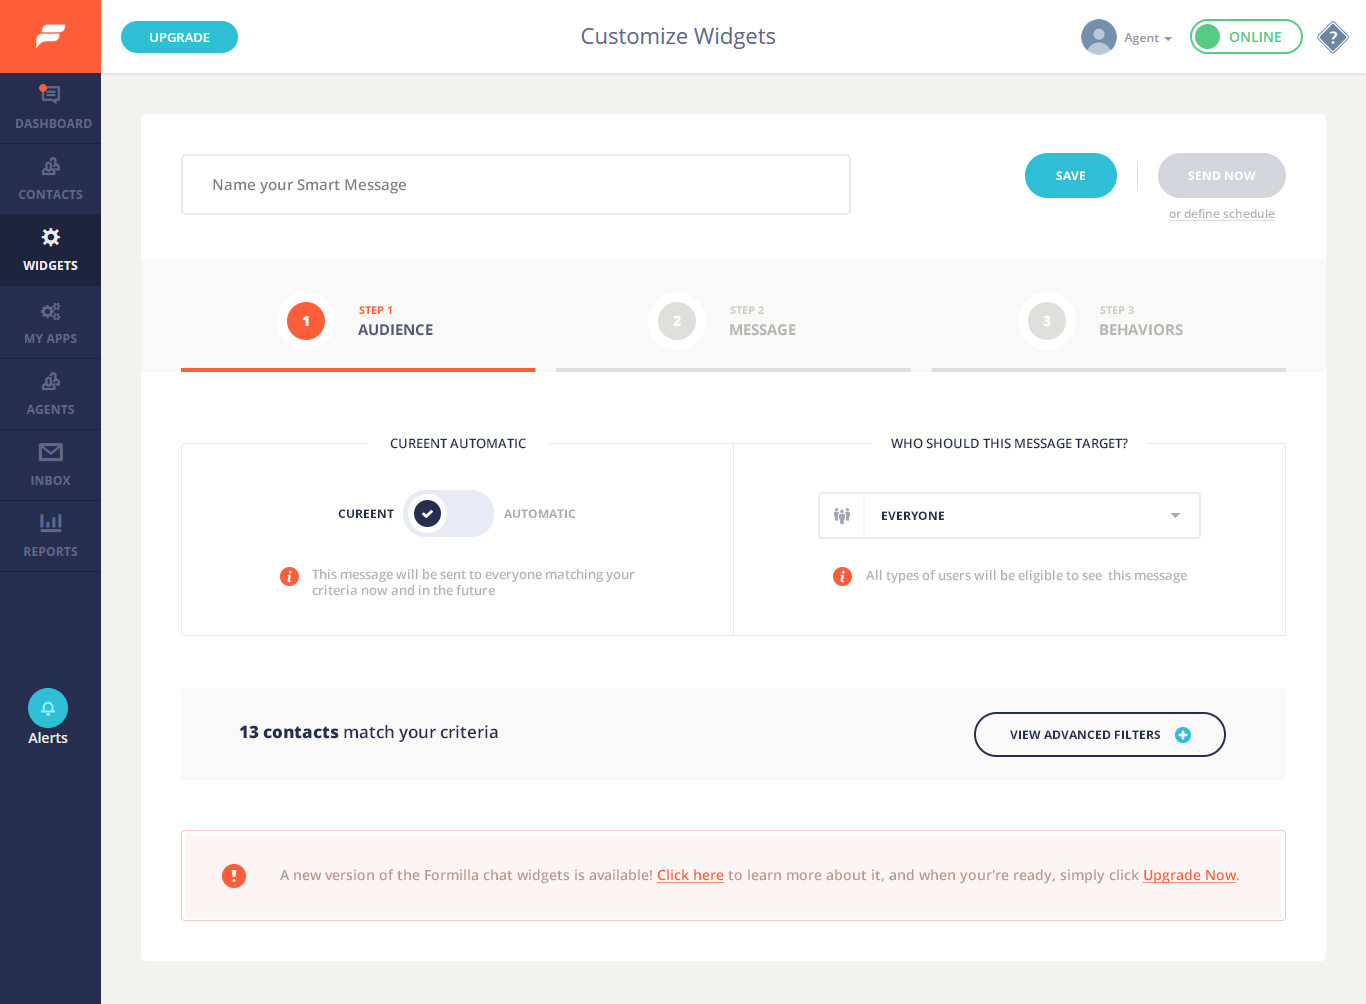 UPGRADE
Customize Widgets
Agent
ONLINE
?
DASHBOARD
CONTACTS
WIDGETS
MY APPS
AGENTS
INBOX
REPORTS
Alerts
Name your Smart Message
SAVE
SEND NOW
or define schedule
1
STEP 1
AUDIENCE
2
STEP 2
MESSAGE
3
STEP 3
BEHAVIORS
CUREENT AUTOMATIC
CUREENT
AUTOMATIC
i
This message will be sent to everyone matching your
criteria now and in the future
WHO SHOULD THIS MESSAGE TARGET?
EVERYONE
i
All types of users will be eligible to see  this message
13 contacts match your criteria
VIEW ADVANCED FILTERS
!
A new version of the Formilla chat widgets is available! Click here to learn more about it, and when your're ready, simply click Upgrade Now.